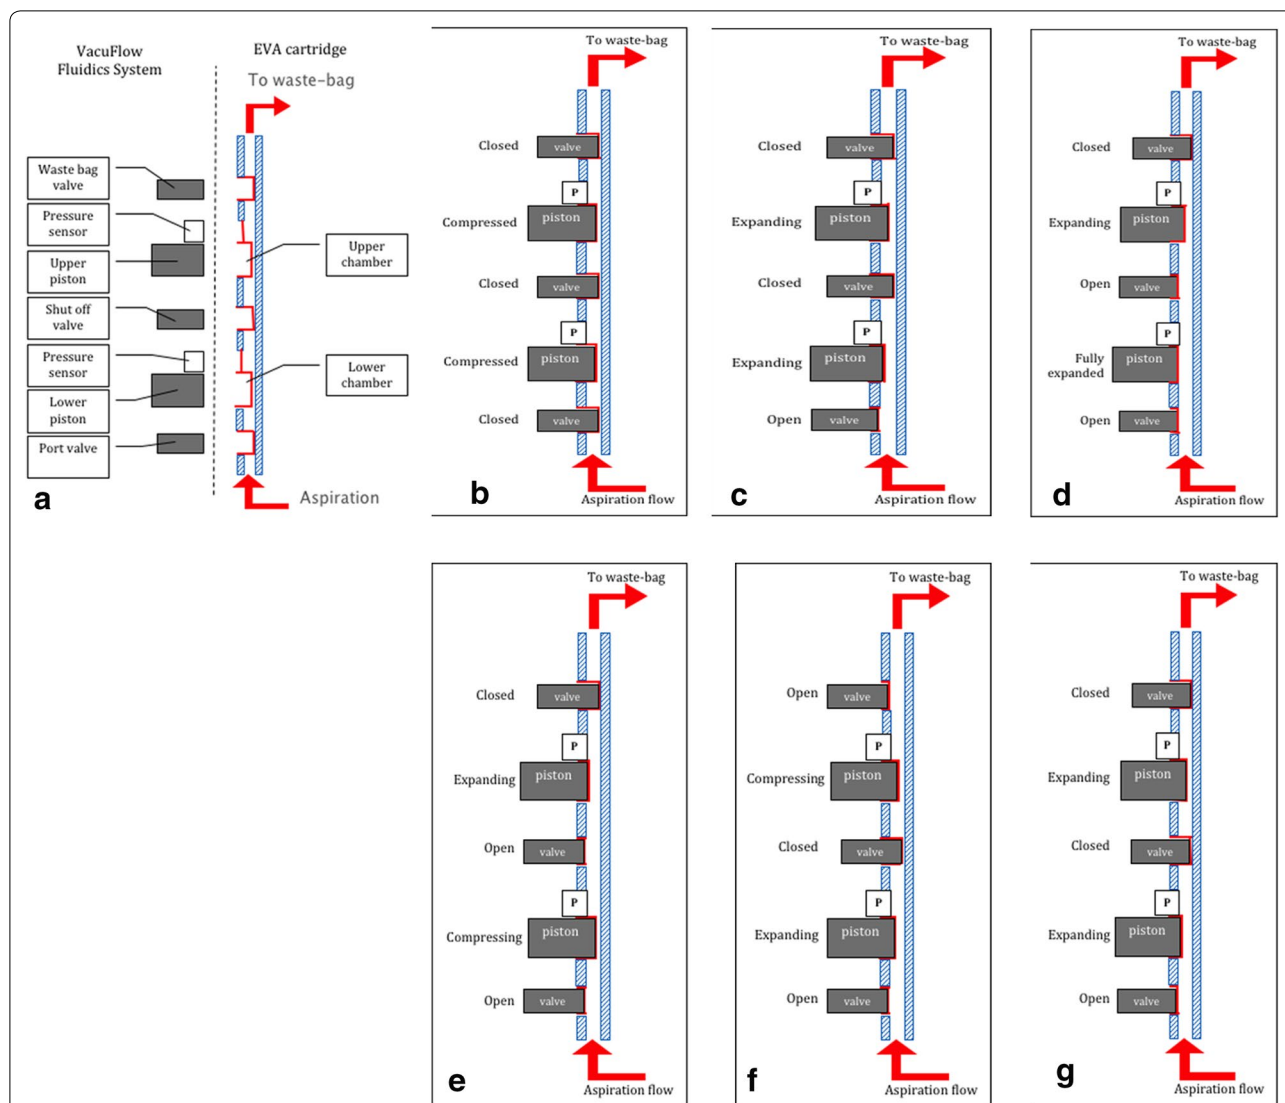 VacuFlow
Fluidics System
EVA cartridge
To waste-bag
Waste bag
valve
Pressure
sensor
Upper
piston
Shut off
valve
Pressure
sensor
Lower
piston
Port valve
Upper
chamber
Lower
chamber
Aspiration
a
To waste-bag
Closed
valve
P
Compressed
piston
Closed
valve
P
Compressed
piston
Closed
valve
Aspiration flow
b
To waste-bag
Closed
valve
P
Expanding
piston
Closed
valve
P
Expanding
piston
Open
valve
Aspiration flow
c
To waste-bag
Closed
valve
P
Expanding
piston
Open
valve
P
Fully
expanded
piston
Open
valve
Aspiration flow
d
To waste-bag
Closed
valve
P
Expanding
piston
Open
valve
P
Compressing
piston
Open
valve
Aspiration flow
e
To waste-bag
Open
valve
P
Compressing
piston
Closed
valve
P
Expanding
piston
Open
valve
Aspiration flow
f
To waste-bag
Closed
valve
P
Expanding
piston
Closed
valve
P
Expanding
piston
Open
valve
Aspiration flow
g